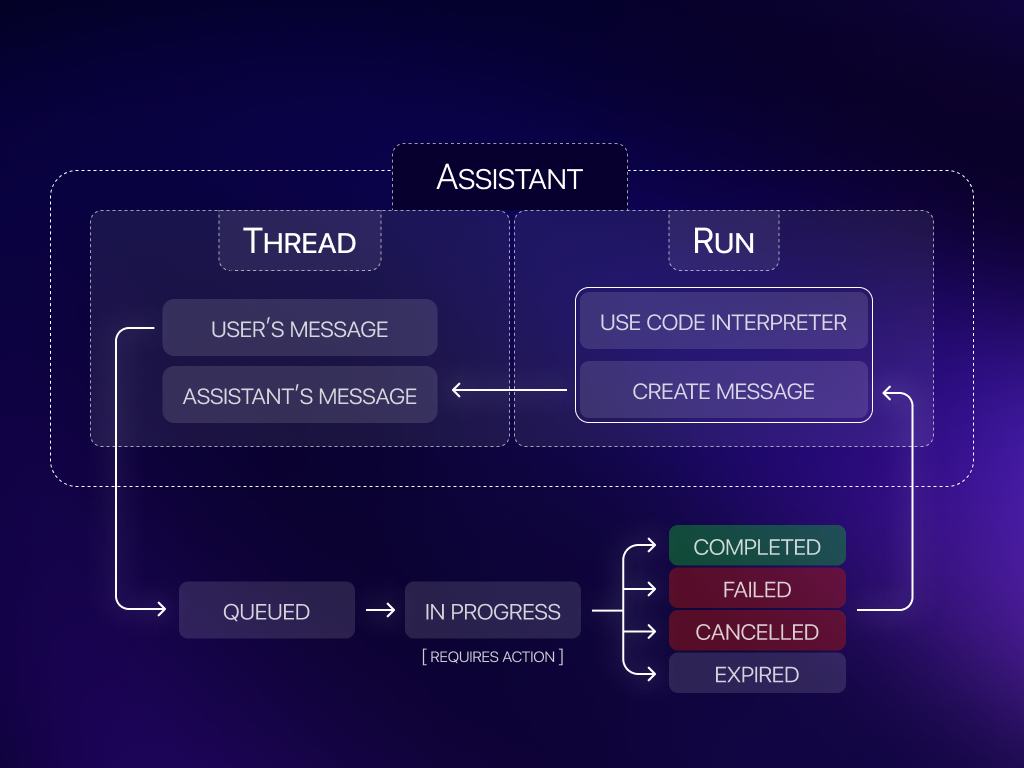 ASSISTANT
THREAD
RUN
USER'S MESSAGE
ASSISTANT'S MESSAGE
USE CODE INTERPRETER
CREATE MESSAGE
QUEUED
IN PROGRESS
[ REQUIRES ACTION ]
COMPLETED
FAILED
CANCELLED
EXPIRED